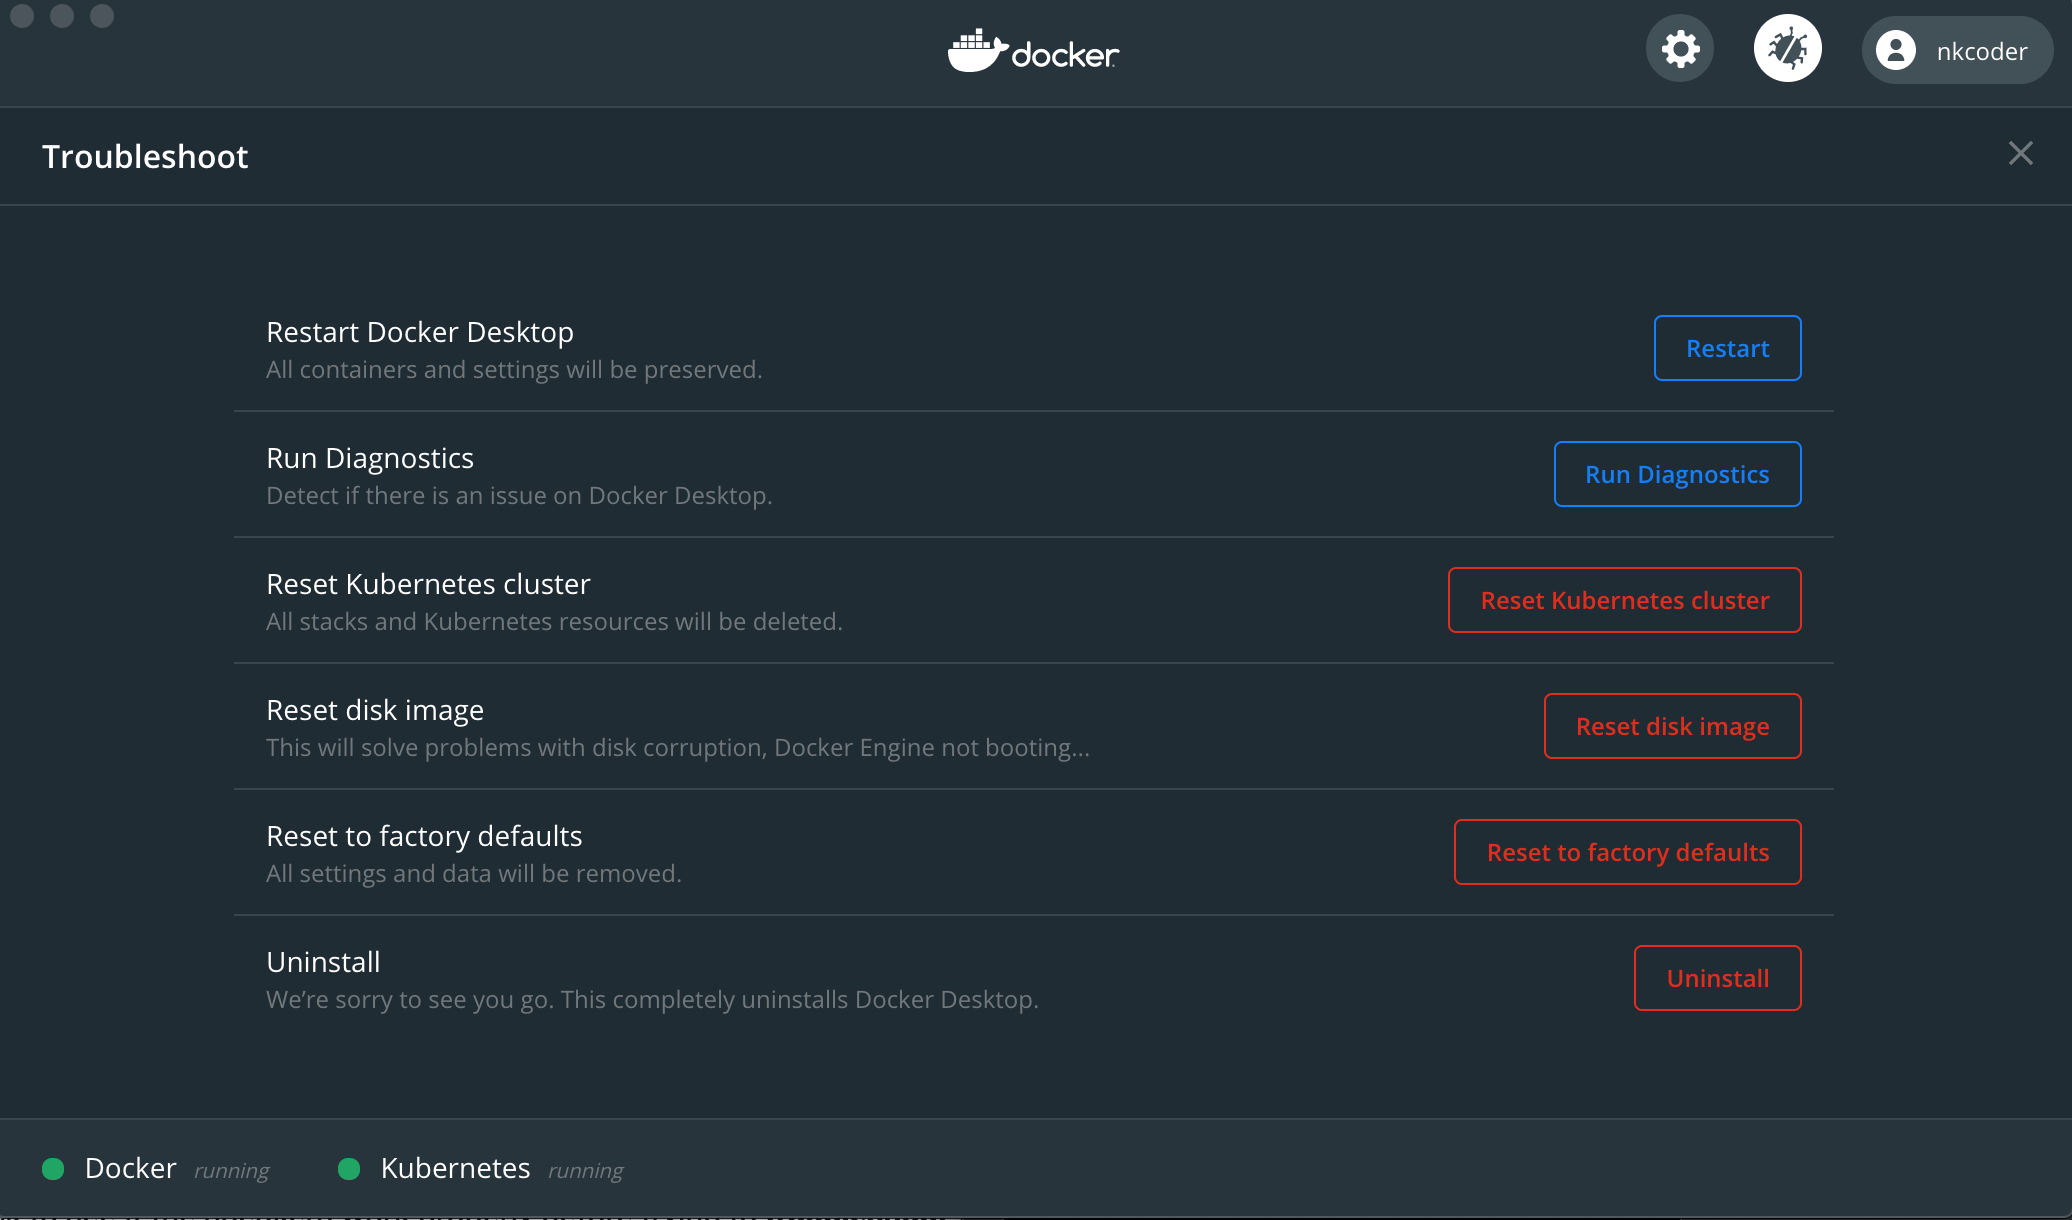 docker
nkcoder
Troubleshoot
Restart Docker Desktop
All containers and settings will be preserved.
Restart
Run Diagnostics
Detect if there is an issue on Docker Desktop.
Run Diagnostics
Reset Kubernetes cluster
All stacks and Kubernetes resources will be deleted.
Reset Kubernetes cluster
Reset disk image
This will solve problems with disk corruption, Docker Engine not booting...
Reset disk image
Reset to factory defaults
All settings and data will be removed.
Reset to factory defaults
Uninstall
We’re sorry to see you go. This completely uninstalls Docker Desktop.
Uninstall
Docker running Kubernetes running